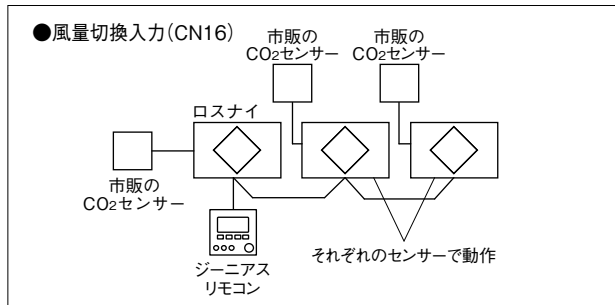 ●風量切換入力(CN16)
市販の
CO2センサー
市販の
CO2センサー
ロスナイ
市販の
CO2センサー
ジーニアス
リモコン
それぞれのセンサーで動作